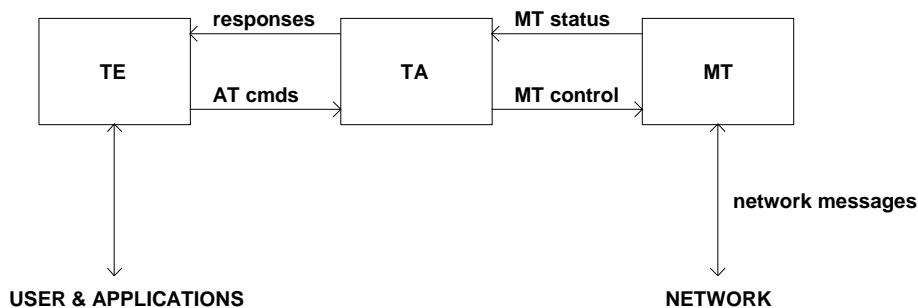 responses
MT status
TE
TA
MT
AT cmds
MT control
network messages
USER & APPLICATIONS
NETWORK